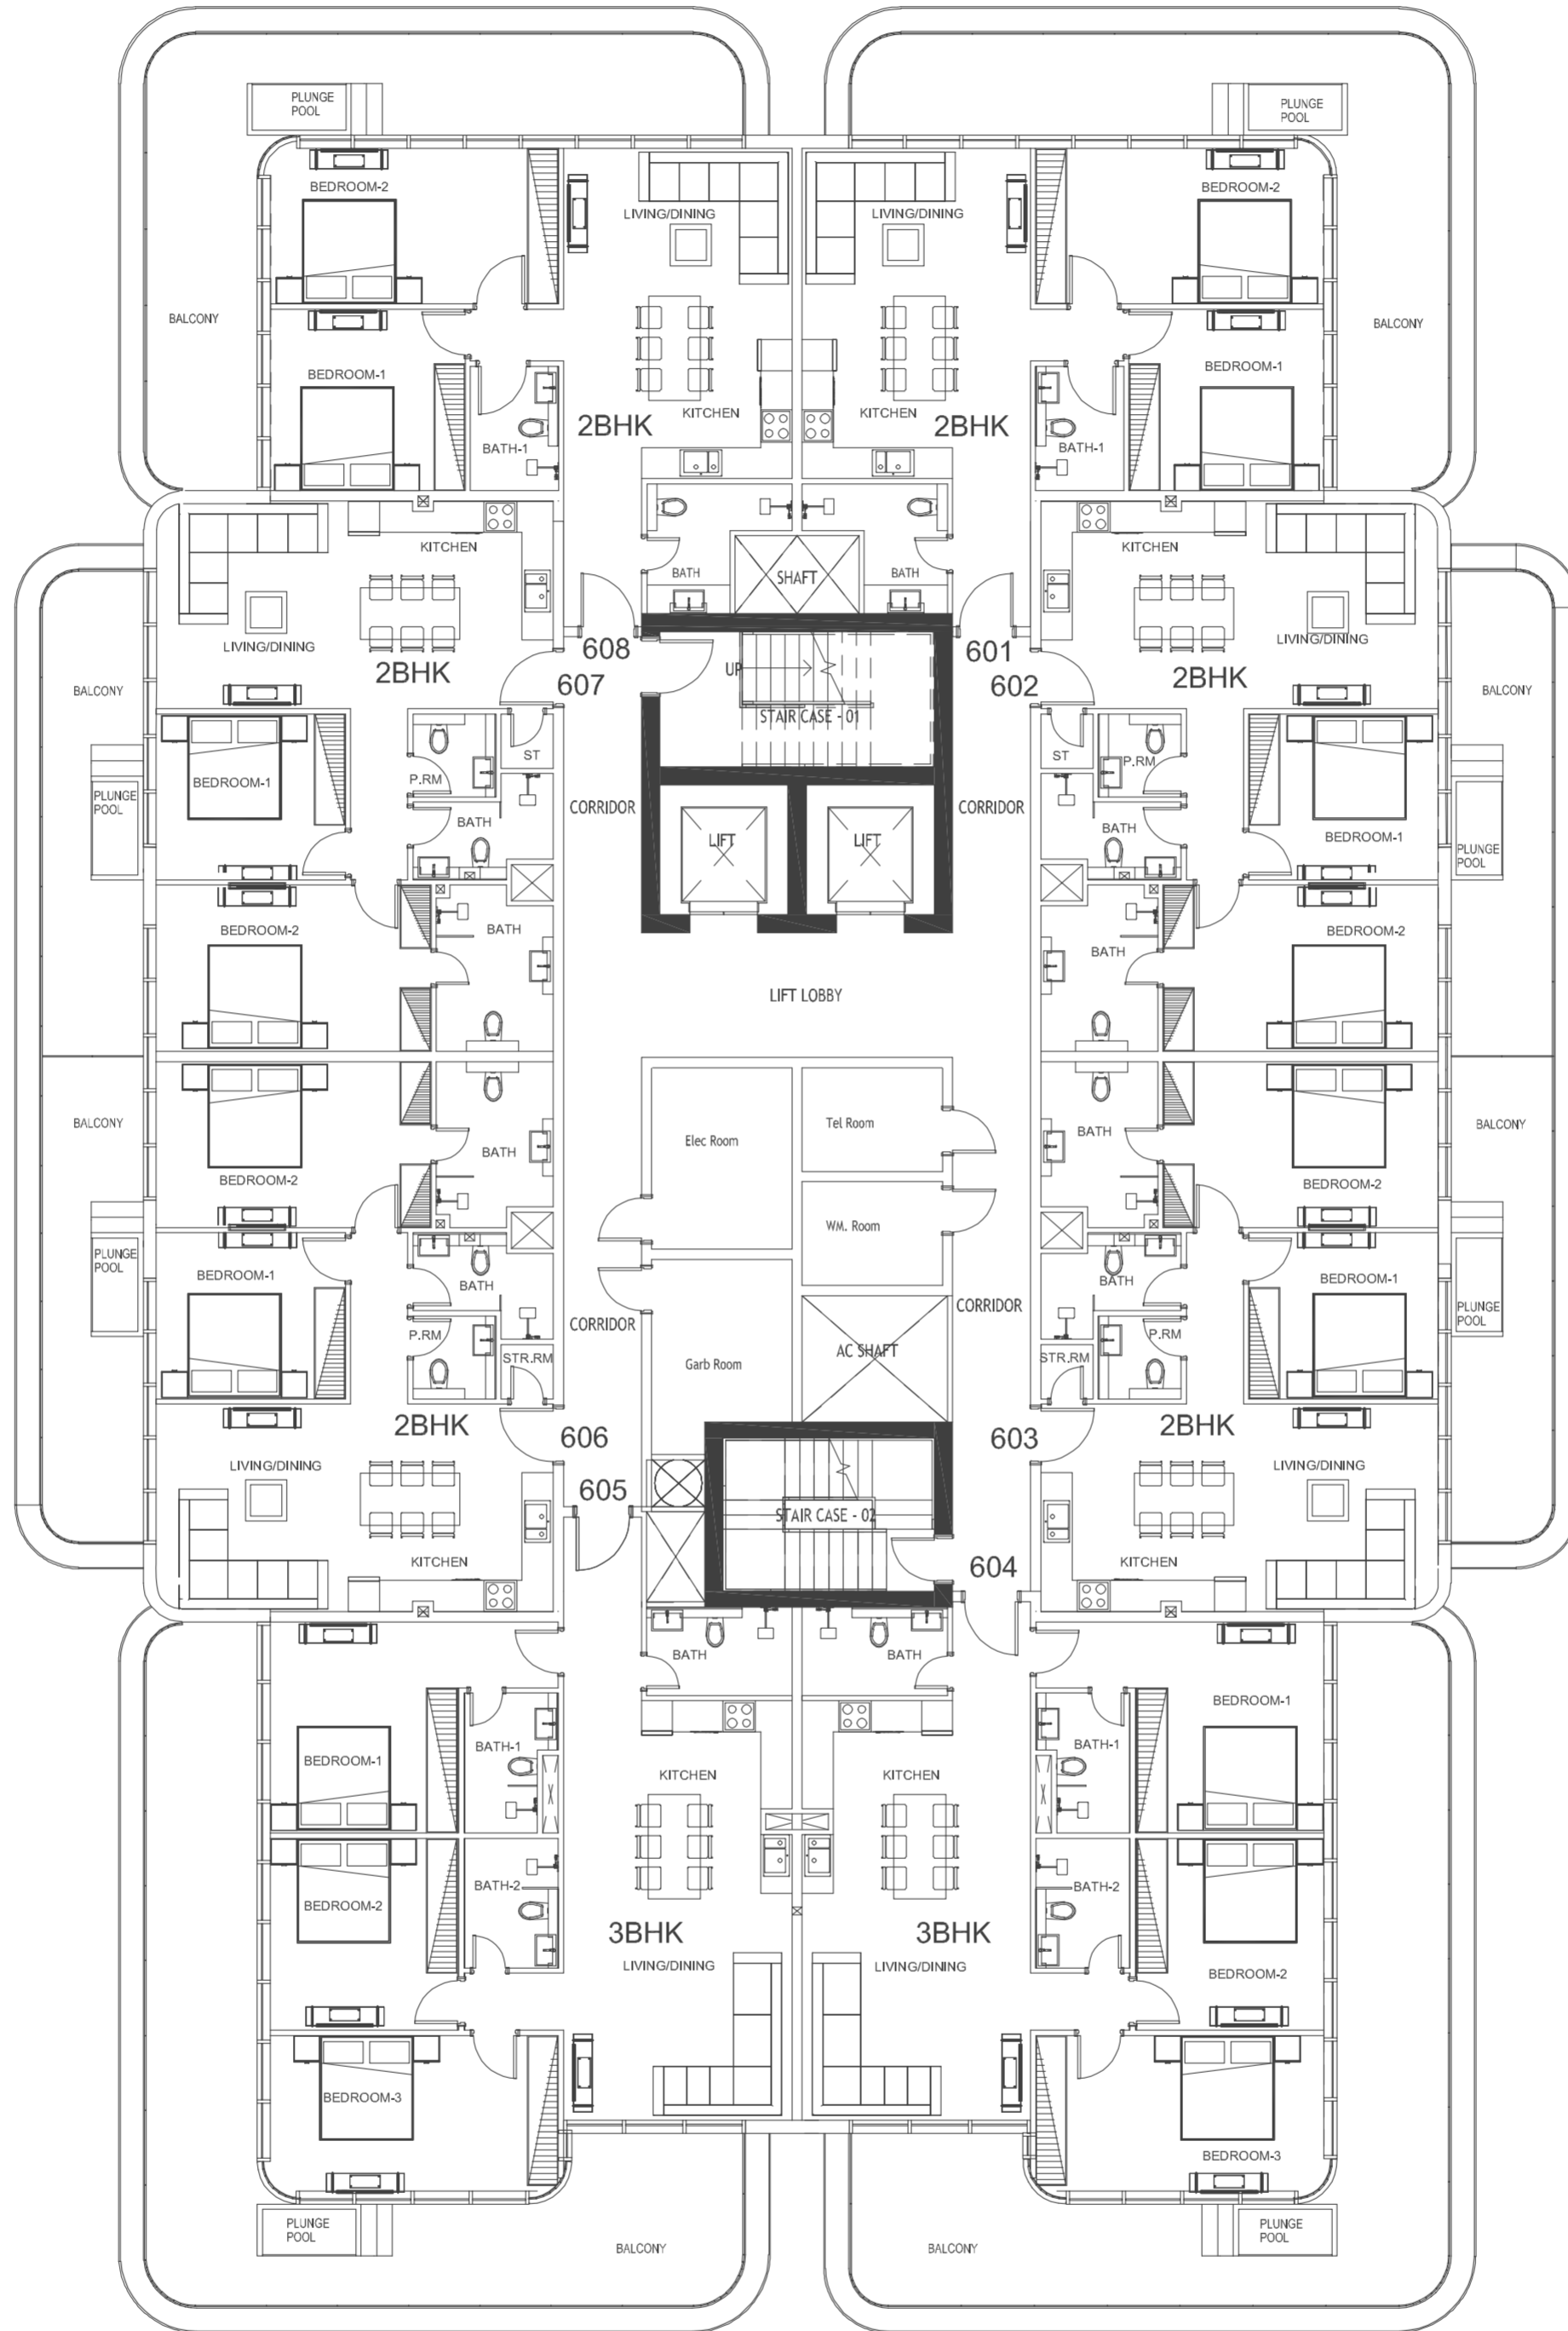 PLUNGE
POOL
PLUNGE
POOL
BEDROOM-2
LIVING/DINING
LIVING/DINING
BEDROOM-2
BALCONY
BALCONY
BEDROOM-1
BEDROOM-1
KITCHEN
KITCHEN
2BHK
2BHK
BATH-1
BATH-1
KITCHEN
KITCHEN
BATH
SHAFT
BATH
LIVING/DINING
608
601
LIVING/DINING
2BHK
607
UP
602
2BHK
BALCONY
BALCONY
STAIR CASE - 01
ST
ST
P.RM
P.RM
BEDROOM-1
PLUNGE
POOL
CORRIDOR
CORRIDOR
BATH
BATH
BEDROOM-1
LIFT
LIFT
PLUNGE
POOL
BEDROOM-2
BATH
BATH
BEDROOM-2
LIFT LOBBY
BALCONY
Elec Room
Tel Room
BALCONY
BATH
BATH
BEDROOM-2
BEDROOM-2
WM. Room
PLUNGE
POOL
BEDROOM-1
BATH
BATH
BEDROOM-1
CORRIDOR
CORRIDOR
PLUNGE
POOL
P.RM
P.RM
STR.RM
Garb Room
AC SHAFT
STR.RM
2BHK
606
603
2BHK
LIVING/DINING
LIVING/DINING
605
STAIR CASE - 02
KITCHEN
604
KITCHEN
BATH
BATH
BEDROOM-1
BEDROOM-1
BATH-1
BATH-1
KITCHEN
KITCHEN
BATH-2
BATH-2
BEDROOM-2
3BHK
3BHK
LIVING/DINING
LIVING/DINING
BEDROOM-2
BEDROOM-3
BEDROOM-3
PLUNGE
POOL
PLUNGE
POOL
BALCONY
BALCONY